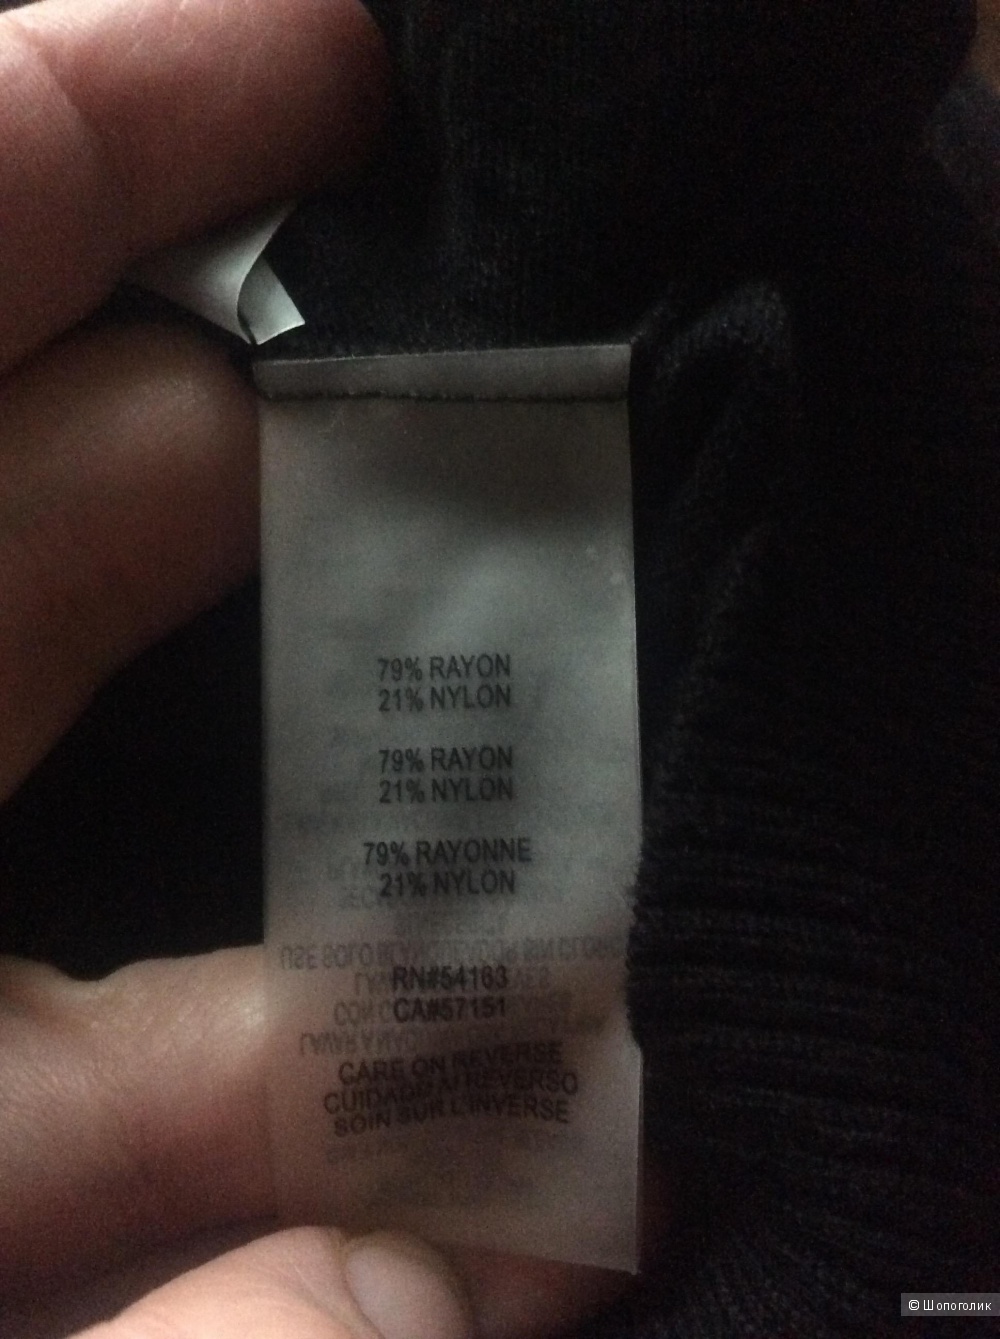 79% RAYON
21% NYLON
79% RAYON
21% NYLON
79% RAYONNE
21% NYLON
RN#54163
CA#57151
CARE ON REVERSE
CUIDADO AL REVERSO
SOIN SUR L'INVERSE
© Шопоголик